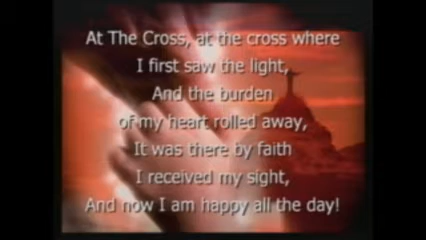 At The Cross, at the cross where
I first saw the light,
And the burden
of my heart rolled away,
It was there by faith
I received my sight,
And now I am happy all the day!